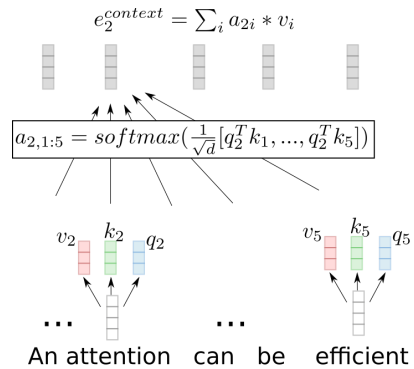 e_2^{context} = ∑_i a_{2i} * v_i
a_{2,1:5} = softmax(\frac{1}{\sqrt{d}}[q_2^T k_1, ..., q_2^T k_5])
v_2 k_2 q_2 v_5 k_5 q_5
... ...
An attention can be efficient